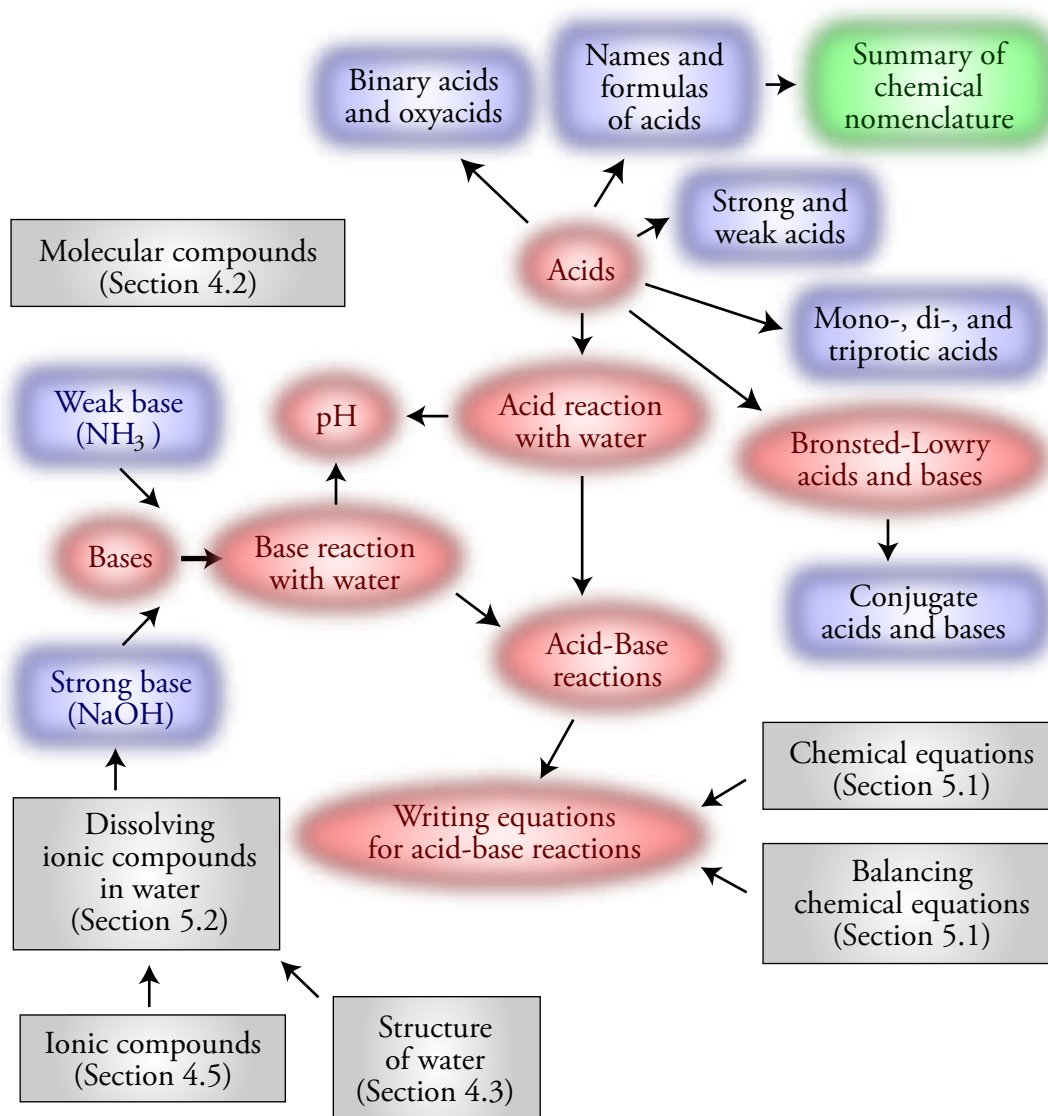 Binary acids
and oxyacids
Names and
formulas
of acids
Summary of
chemical
nomenclature
Strong and
weak acids
Molecular compounds
(Section 4.2)
Acids
Mono-, di-, and
triprotic acids
Weak base
(NH₃ )
pH
Acid reaction
with water
Bronsted-Lowry
acids and bases
Bases
Base reaction
with water
Conjugate
acids and bases
Strong base
(NaOH)
Acid-Base
reactions
Chemical equations
(Section 5.1)
Dissolving
ionic compounds
in water
(Section 5.2)
Writing equations
for acid-base reactions
Balancing
chemical equations
(Section 5.1)
Ionic compounds
(Section 4.5)
Structure
of water
(Section 4.3)